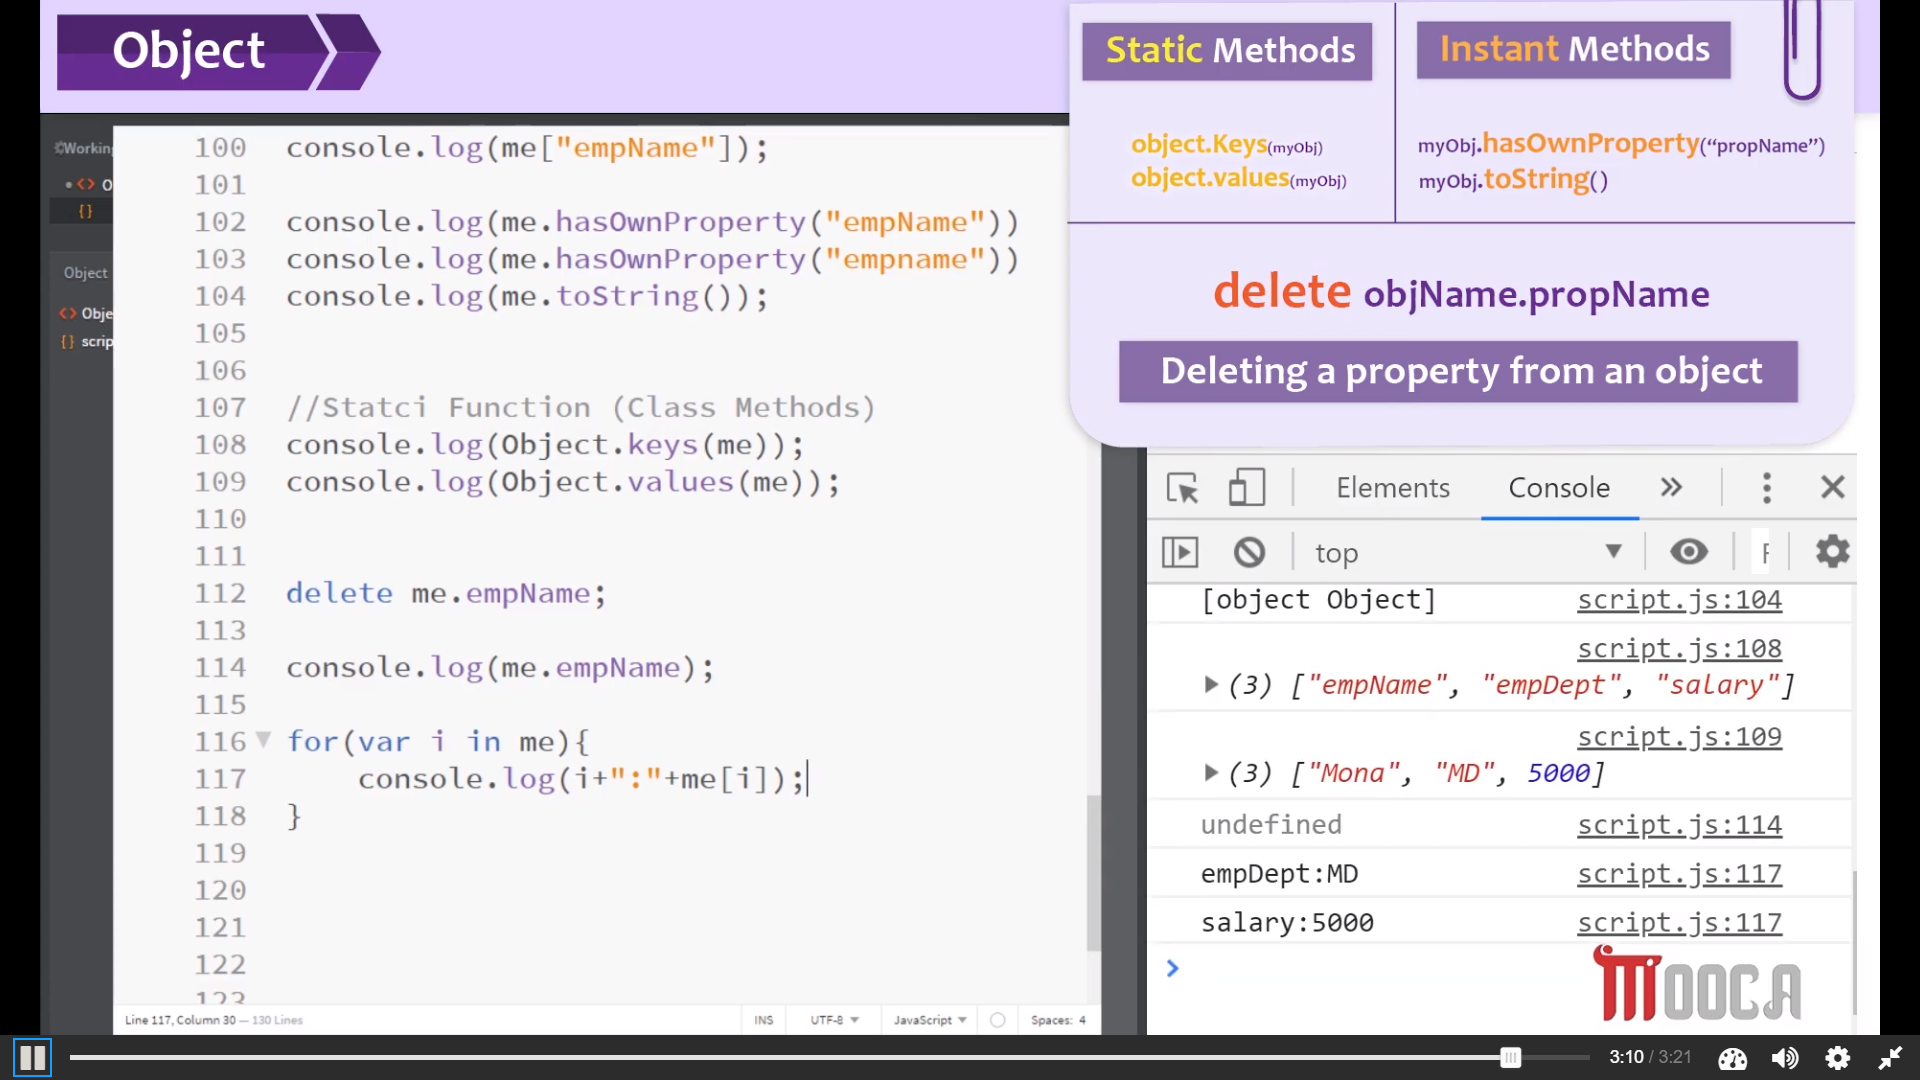 Object
Static Methods
Instant Methods
object.Keys(myObj)
object.values(myObj)
myObj.hasOwnProperty(“propName”)
myObj.toString()
delete objName.propName
Deleting a property from an object
Working
O
{}
Object
<> Obje
{} scrip
100 console.log(me["empName"]);
101
102 console.log(me.hasOwnProperty("empName"))
103 console.log(me.hasOwnProperty("empname"))
104 console.log(me.toString());
105
106
107 //Statci Function (Class Methods)
108 console.log(Object.keys(me));
109 console.log(Object.values(me));
110
111
112 delete me.empName;
113
114 console.log(me.empName);
115
116 for(var i in me){
117 console.log(i+":"+me[i]);
118 }
119
120
121
122
123
Line 117, Column 30 — 130 Lines
INS
UTF-8
JavaScript
Spaces: 4
Elements
Console
top
[object Object] script.js:104
script.js:108
(3) ["empName", "empDept", "salary"]
script.js:109
(3) ["Mona", "MD", 5000]
undefined script.js:114
empDept:MD script.js:117
salary:5000 script.js:117
MOOCA
3:10 / 3:21